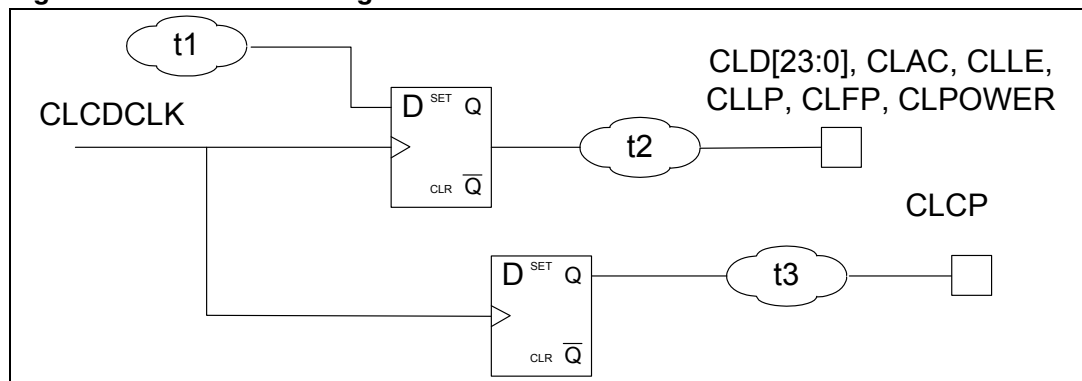 t1
CLD[23:0], CLAC, CLLE,
CLLP, CLFP, CLPOWER
CLCDCLK
D SET Q
t2
CLR Q
CLCP
D SET Q
t3
CLR Q